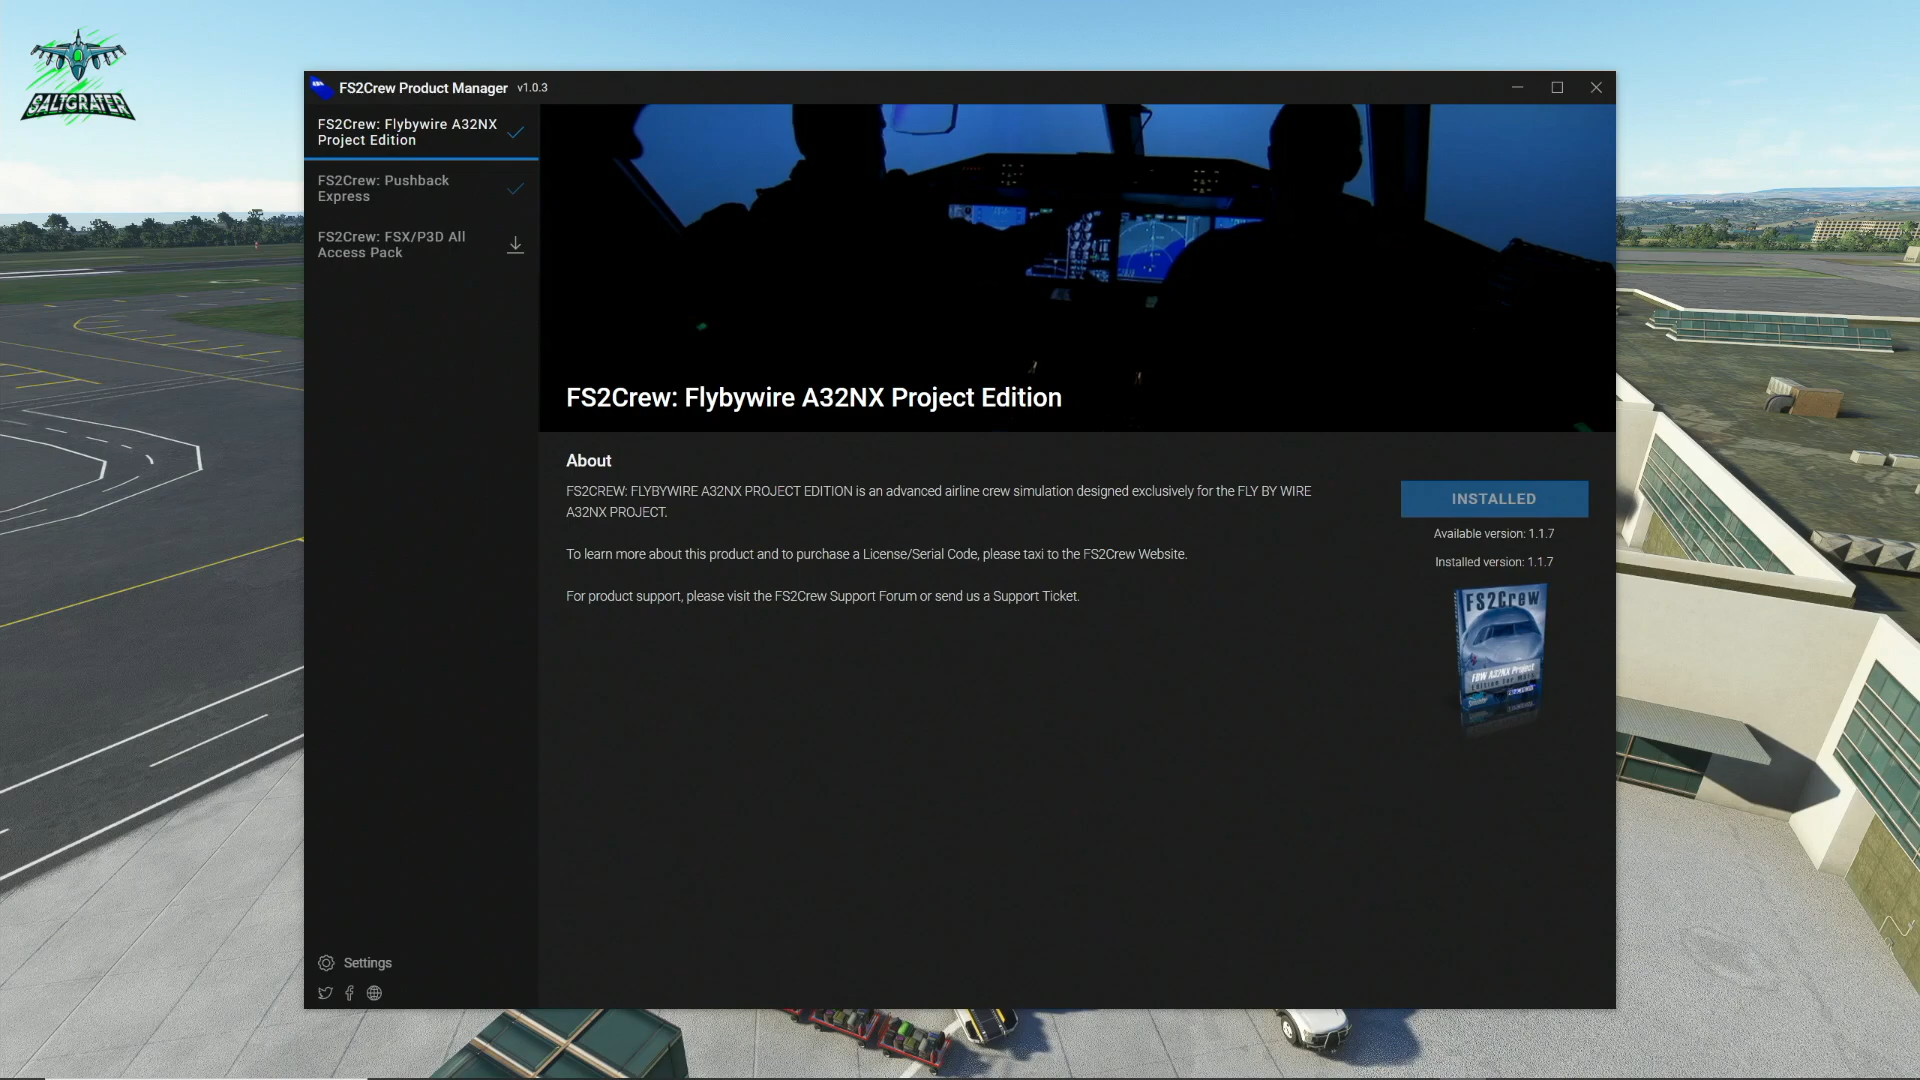 SALTGRATER
FS2Crew Product Manager v1.0.3
FS2Crew: Flybywire A32NX
Project Edition
FS2Crew: Pushback
Express
FS2Crew: FSX/P3D All
Access Pack
FS2Crew: Flybywire A32NX Project Edition
About
FS2CREW: FLYBYWIRE A32NX PROJECT EDITION is an advanced airline crew simulation designed exclusively for the FLY BY WIRE
A32NX PROJECT.
To learn more about this product and to purchase a License/Serial Code, please taxi to the FS2Crew Website.
For product support, please visit the FS2Crew Support Forum or send us a Support Ticket.
INSTALLED
Available version: 1.1.7
Installed version: 1.1.7
FS2Crew
FBW A32NX Project
Edition for MSFS
Settings